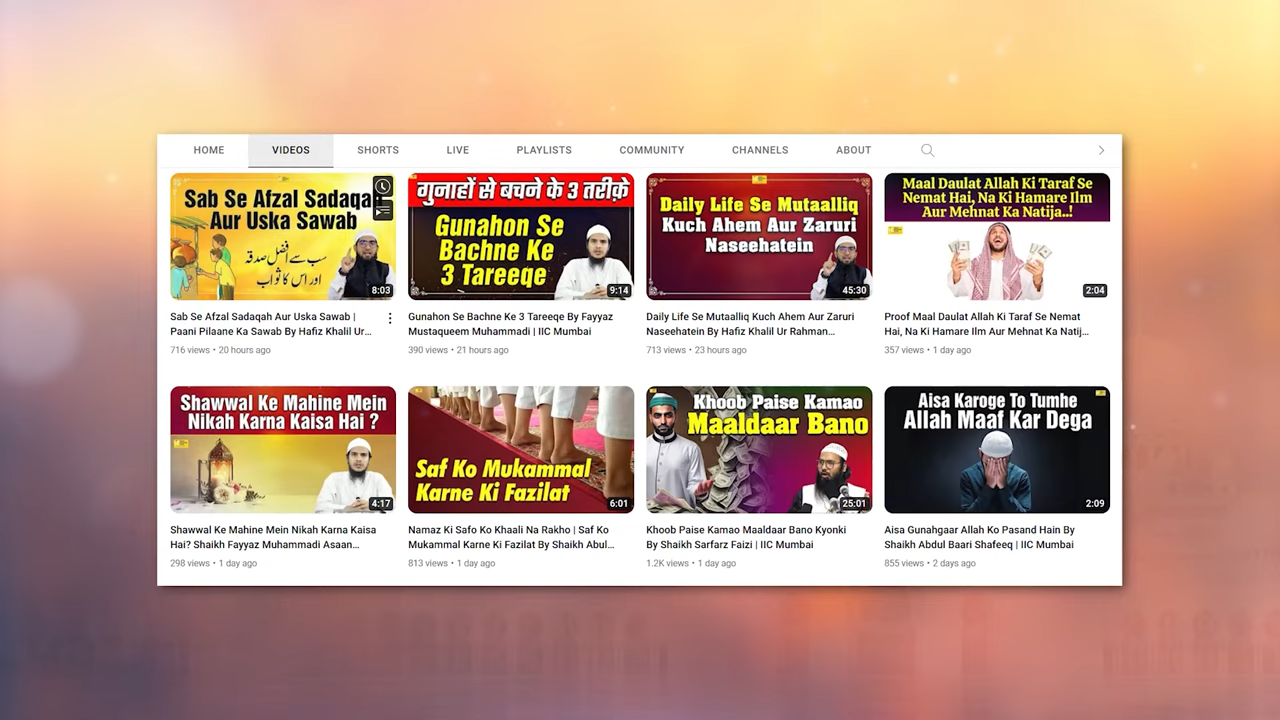 HOME VIDEOS SHORTS LIVE PLAYLISTS COMMUNITY CHANNELS ABOUT
Sab Se Afzal Sadaqah
Aur Uska Sawab
سب سے افضل صدقہ
اور اس کا ثواب
8:03
गुनाहों से बचने के 3 तरीक़े
Gunahon Se
Bachne Ke
3 Tareeqe
9:14
Daily Life Se Mutaalliq
Kuch Ahem Aur Zaruri
Naseehatein
45:30
Maal Daulat Allah Ki Taraf Se
Nemat Hai, Na Ki Hamare Ilm
Aur Mehnat Ka Natija..!
2:04
Sab Se Afzal Sadaqah Aur Uska Sawab |
Paani Pilaane Ka Sawab By Hafiz Khalil Ur...
716 views • 20 hours ago
Gunahon Se Bachne Ke 3 Tareeqe By Fayyaz
Mustaqueem Muhammadi | IIC Mumbai
390 views • 21 hours ago
Daily Life Se Mutaalliq Kuch Ahem Aur Zaruri
Naseehatein By Hafiz Khalil Ur Rahman...
713 views • 23 hours ago
Proof Maal Daulat Allah Ki Taraf Se Nemat
Hai, Na Ki Hamare Ilm Aur Mehnat Ka Natij...
357 views • 1 day ago
Shawwal Ke Mahine Mein
Nikah Karna Kaisa Hai ?
4:17
Saf Ko Mukammal
Karne Ki Fazilat
6:01
Khoob Paise Kamao
Maaldaar Bano
25:01
Aisa Karoge To Tumhe
Allah Maaf Kar Dega
2:09
Shawwal Ke Mahine Mein Nikah Karna Kaisa
Hai? Shaikh Fayyaz Muhammadi Asaan...
298 views • 1 day ago
Namaz Ki Safo Ko Khaali Na Rakho | Saf Ko
Mukammal Karne Ki Fazilat By Shaikh Abul...
813 views • 1 day ago
Khoob Paise Kamao Maaldaar Bano Kyonki
By Shaikh Sarfarz Faizi | IIC Mumbai
1.2K views • 1 day ago
Aisa Gunahgaar Allah Ko Pasand Hain By
Shaikh Abdul Baari Shafeeq | IIC Mumbai
855 views • 2 days ago